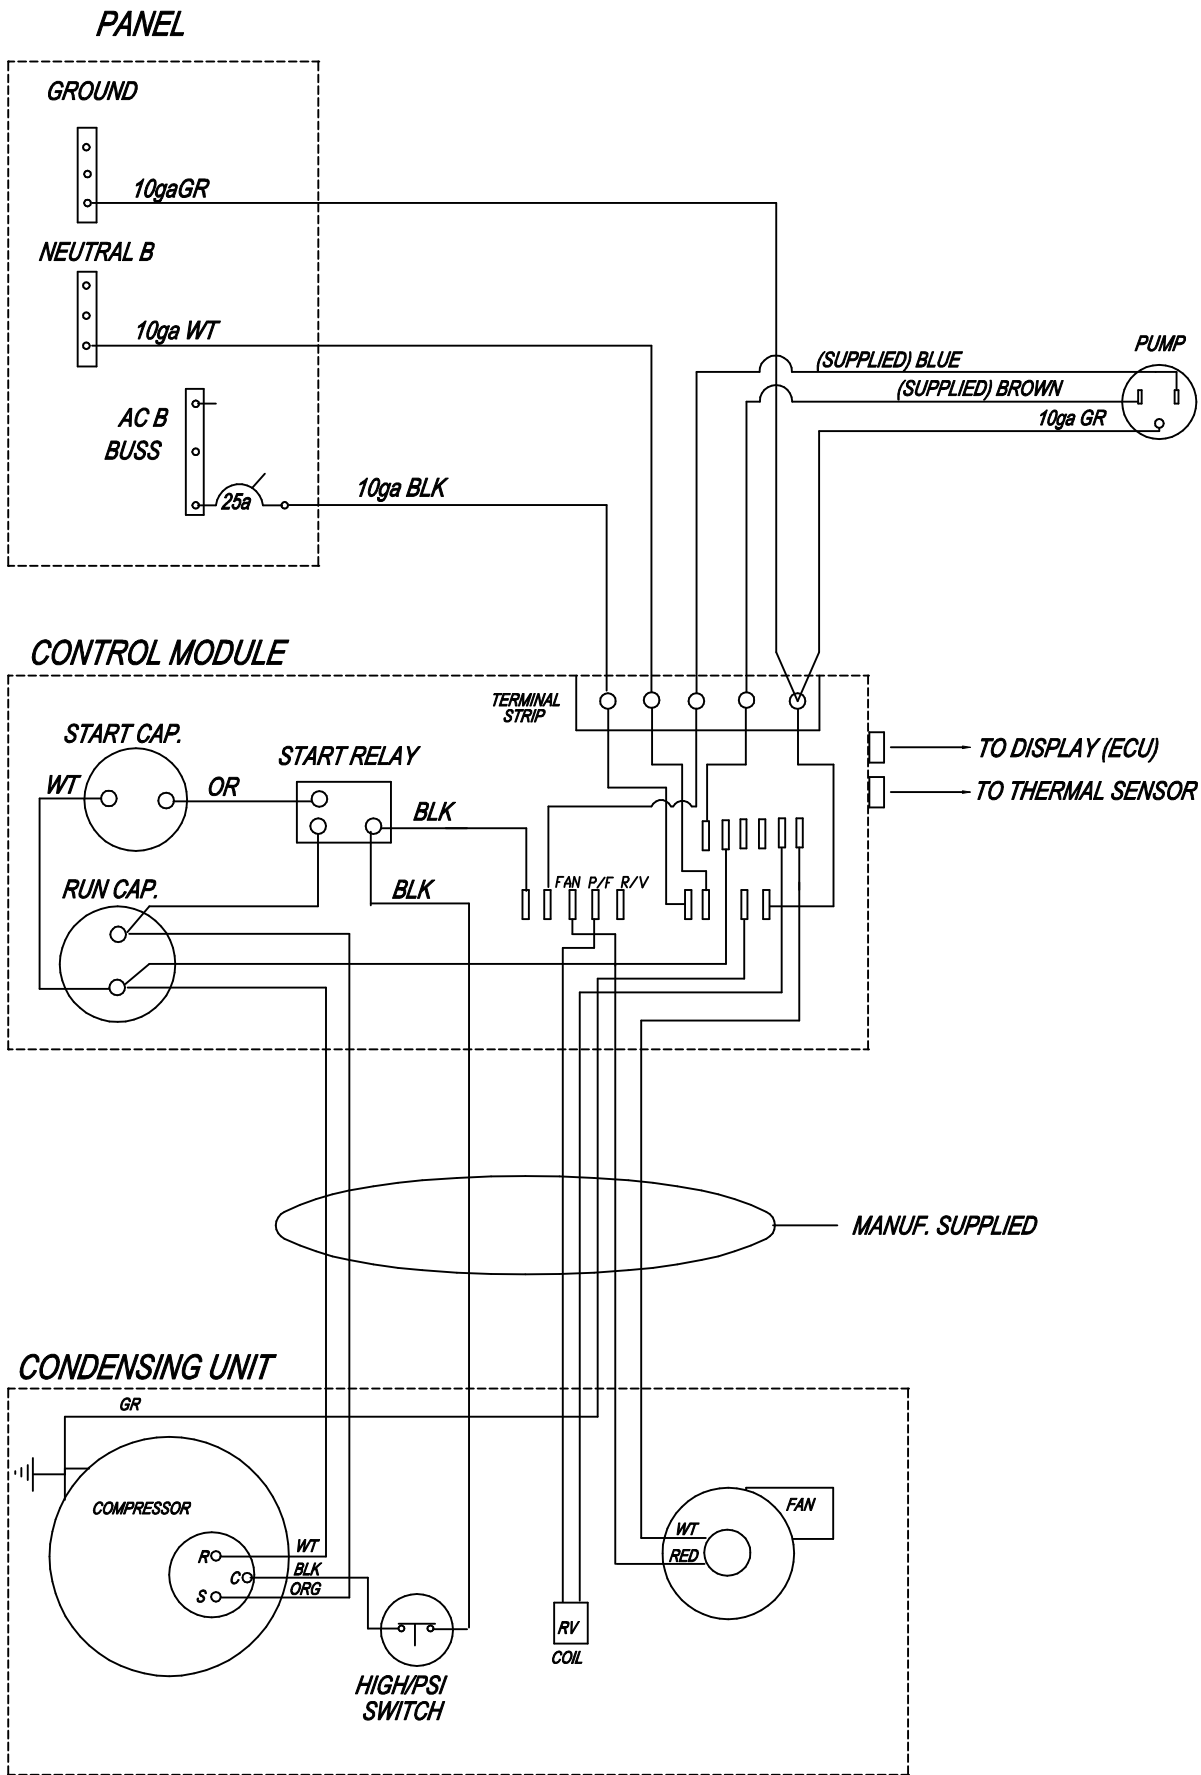 PANEL
GROUND
10gaGR
NEUTRAL B
10ga WT
AC B
BUSS
25a
10ga BLK
PUMP
(SUPPLIED) BLUE
(SUPPLIED) BROWN
10ga GR
CONTROL MODULE
TERMINAL
STRIP
START CAP.
WT
OR
START RELAY
BLK
BLK
RUN CAP.
FAN P/F R/V
TO DISPLAY (ECU)
TO THERMAL SENSOR
MANUF. SUPPLIED
CONDENSING UNIT
GR
COMPRESSOR
R
C
S
WT
BLK
ORG
HIGH/PSI
SWITCH
RV
COIL
WT
RED
FAN